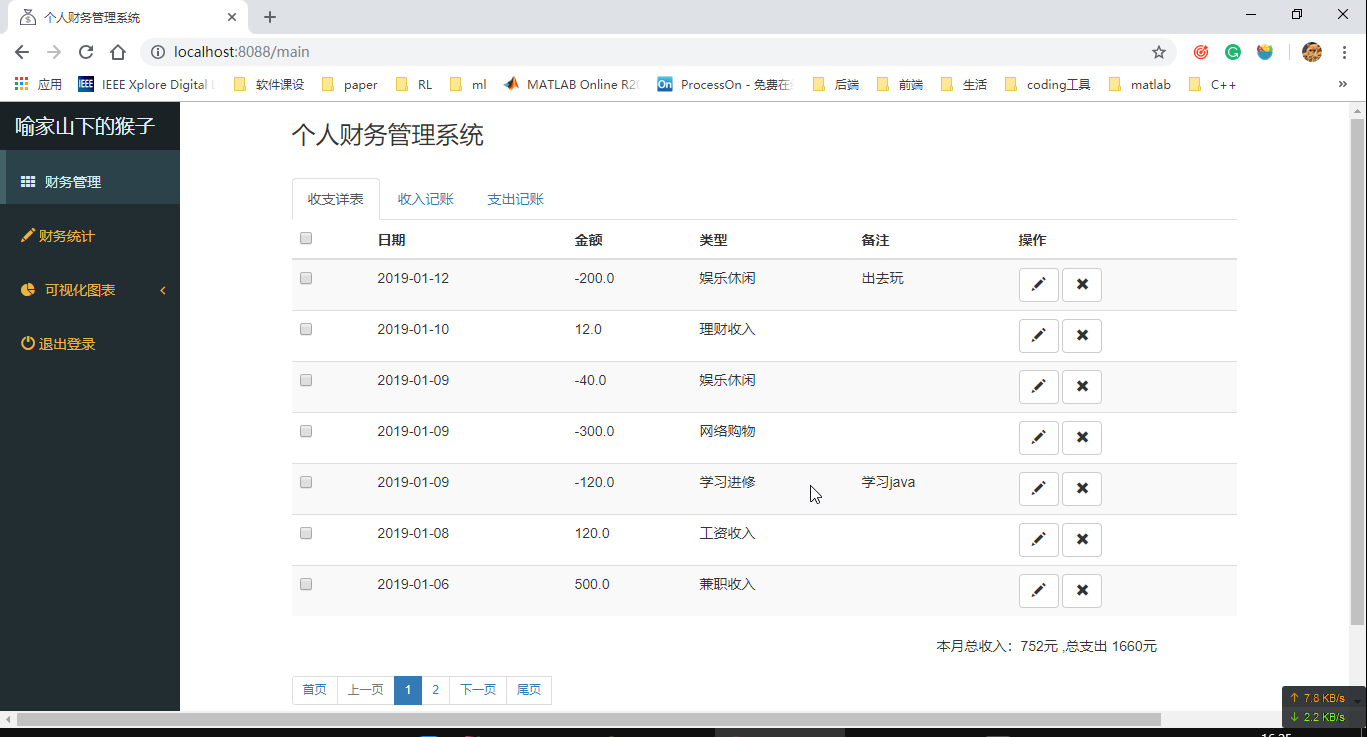 个人财务管理系统
localhost:8088/main
应用 IEEE Xplore Digital 软件课设 paper RL ml MATLAB Online R20 ProcessOn - 免费在 后端 前端 生活 coding工具 matlab C++ »
喻家山下的猴子
财务管理
财务统计
可视化图表
退出登录
个人财务管理系统
收支详表 收入记账 支出记账
日期 金额 类型 备注 操作
2019-01-12 -200.0 娱乐休闲 出去玩
2019-01-10 12.0 理财收入
2019-01-09 -40.0 娱乐休闲
2019-01-09 -300.0 网络购物
2019-01-09 -120.0 学习进修 学习java
2019-01-08 120.0 工资收入
2019-01-06 500.0 兼职收入
本月总收入：752元 ,总支出 1660元
首页 上一页 1 2 下一页 尾页
↑ 7.8 KB/s
↓ 2.2 KB/s